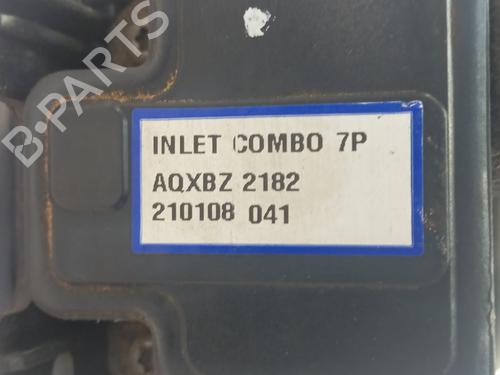 B-PARTS
INLET COMBO 7P
AQXBZ 2182
210108 041